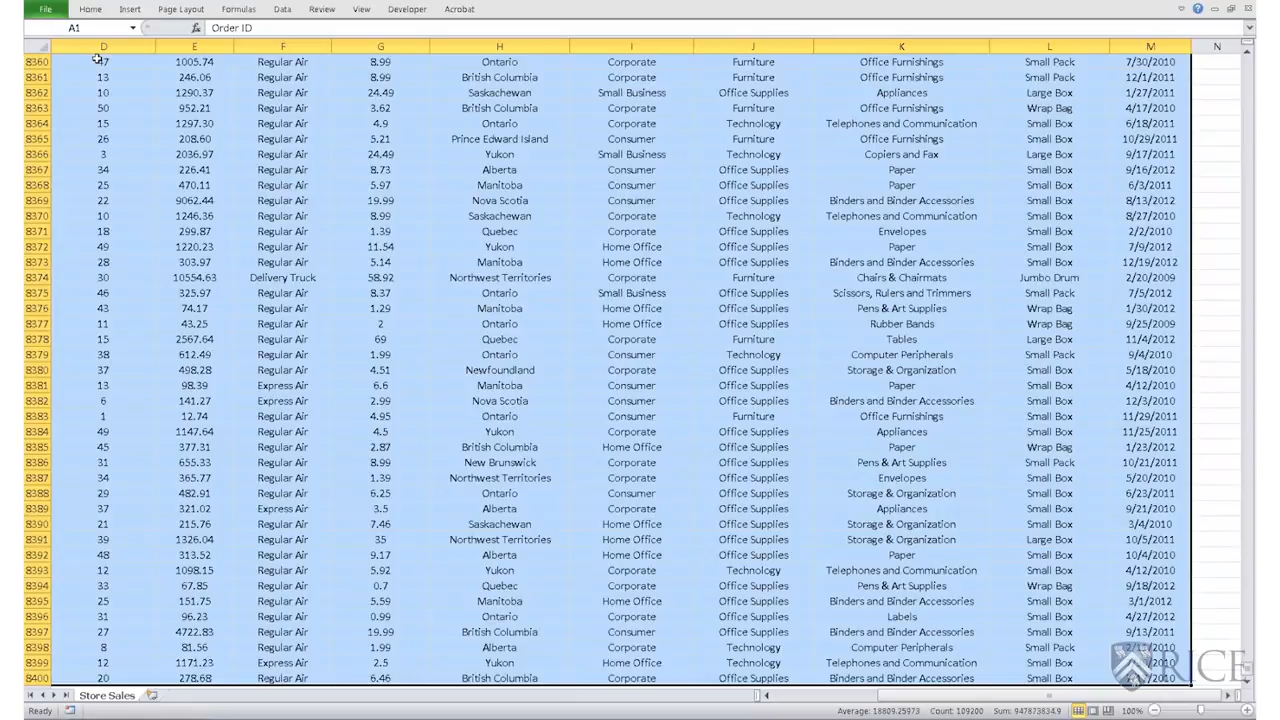 File Home Insert Page Layout Formulas Data Review View Developer Acrobat
A1 fx Order ID
D E F G H I J K L M N
8360 47 1005.74 Regular Air 8.99 Ontario Corporate Furniture Office Furnishings Small Pack 7/30/2010
8361 13 246.06 Regular Air 8.99 British Columbia Corporate Furniture Office Furnishings Small Pack 12/1/2011
8362 10 1290.37 Regular Air 24.49 Saskachewan Small Business Office Supplies Appliances Large Box 1/27/2011
8363 50 952.21 Regular Air 3.62 British Columbia Corporate Furniture Office Furnishings Wrap Bag 4/17/2010
8364 15 1297.30 Regular Air 4.9 Ontario Corporate Technology Telephones and Communication Small Box 6/18/2011
8365 26 208.60 Regular Air 5.21 Prince Edward Island Consumer Furniture Office Furnishings Small Box 10/29/2011
8366 3 2036.97 Regular Air 24.49 Yukon Small Business Technology Copiers and Fax Large Box 9/17/2011
8367 34 226.41 Regular Air 8.73 Alberta Consumer Office Supplies Paper Small Box 9/16/2012
8368 25 470.11 Regular Air 5.97 Manitoba Consumer Office Supplies Paper Small Box 6/3/2011
8369 22 9062.44 Regular Air 19.99 Nova Scotia Consumer Office Supplies Binders and Binder Accessories Small Box 8/13/2012
8370 10 1246.36 Regular Air 8.99 Saskachewan Corporate Technology Telephones and Communication Small Box 8/27/2010
8371 18 299.87 Regular Air 1.39 Quebec Corporate Office Supplies Envelopes Small Box 2/2/2010
8372 49 1220.23 Regular Air 11.54 Yukon Home Office Office Supplies Paper Small Box 7/9/2012
8373 28 303.97 Regular Air 5.14 Manitoba Home Office Office Supplies Binders and Binder Accessories Small Box 12/19/2012
8374 30 10554.63 Delivery Truck 58.92 Northwest Territories Corporate Furniture Chairs & Chairmats Jumbo Drum 2/20/2009
8375 46 325.97 Regular Air 8.37 Ontario Small Business Office Supplies Scissors, Rulers and Trimmers Small Pack 7/5/2012
8376 43 74.17 Regular Air 1.29 Manitoba Home Office Office Supplies Pens & Art Supplies Wrap Bag 1/30/2012
8377 11 43.25 Regular Air 2 Ontario Home Office Office Supplies Rubber Bands Wrap Bag 9/25/2009
8378 15 2567.64 Regular Air 69 Quebec Corporate Furniture Tables Large Box 11/4/2012
8379 38 612.49 Regular Air 1.99 Ontario Consumer Technology Computer Peripherals Small Pack 9/4/2010
8380 37 498.28 Regular Air 4.51 Newfoundland Corporate Office Supplies Storage & Organization Small Box 5/18/2010
8381 13 98.39 Express Air 6.6 Manitoba Consumer Office Supplies Paper Small Box 4/12/2010
8382 6 141.27 Express Air 2.99 Nova Scotia Consumer Office Supplies Binders and Binder Accessories Small Box 12/3/2010
8383 1 12.74 Regular Air 4.95 Ontario Consumer Furniture Office Furnishings Small Box 11/29/2011
8384 49 1147.64 Regular Air 4.5 Yukon Corporate Office Supplies Appliances Small Box 11/25/2011
8385 45 377.31 Regular Air 2.87 British Columbia Corporate Office Supplies Paper Wrap Bag 1/23/2012
8386 31 655.33 Regular Air 8.99 New Brunswick Corporate Office Supplies Pens & Art Supplies Small Pack 10/21/2011
8387 34 365.77 Regular Air 1.39 Northwest Territories Corporate Office Supplies Envelopes Small Box 5/20/2010
8388 29 482.91 Regular Air 6.25 Ontario Consumer Office Supplies Storage & Organization Small Box 6/23/2011
8389 37 321.02 Regular Air 3.5 Alberta Consumer Office Supplies Appliances Small Box 9/21/2010
8390 21 215.76 Regular Air 7.46 Saskachewan Home Office Office Supplies Storage & Organization Small Box 3/4/2010
8391 39 1326.04 Regular Air 35 Northwest Territories Home Office Office Supplies Storage & Organization Large Box 10/5/2011
8392 48 313.52 Regular Air 9.17 Alberta Home Office Office Supplies Paper Small Box 10/4/2010
8393 12 1098.15 Regular Air 5.92 Yukon Corporate Technology Telephones and Communication Small Box 4/12/2010
8394 33 67.85 Regular Air 0.7 Quebec Corporate Office Supplies Pens & Art Supplies Wrap Bag 9/18/2012
8395 25 151.75 Regular Air 5.59 Manitoba Home Office Office Supplies Binders and Binder Accessories Small Box 3/1/2012
8396 31 96.23 Regular Air 0.99 Ontario Corporate Office Supplies Labels Small Box 4/27/2012
8397 27 4722.83 Regular Air 19.99 British Columbia Home Office Office Supplies Binders and Binder Accessories Small Box 9/13/2011
8398 8 81.56 Regular Air 1.99 Alberta Corporate Technology Computer Peripherals Small Pack
8399 12 1171.23 Express Air 2.5 Yukon Home Office Technology Telephones and Communication Small Box
8400 20 278.68 Regular Air 6.46 British Columbia Corporate Office Supplies Binders and Binder Accessories Small Box
RICE
Store Sales
Ready Average: 18809.25973 Count: 109200 Sum: 947873834.9 100%